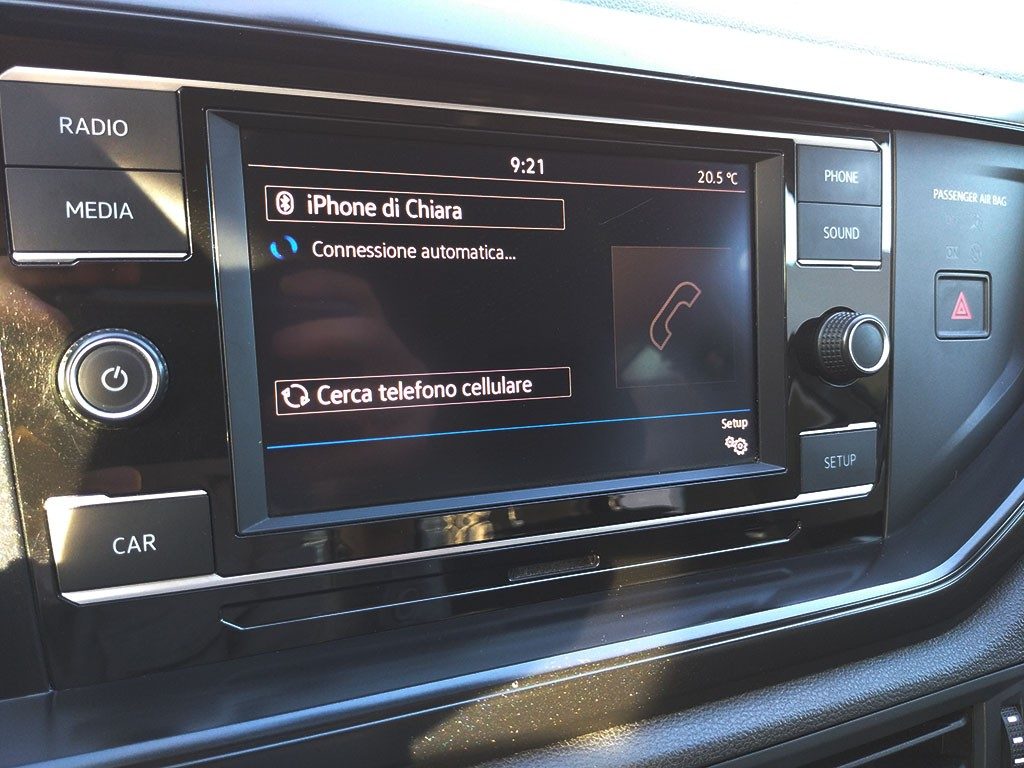 RADIO
MEDIA
9:21
20.5 °C
iPhone di Chiara
Connessione automatica...
Cerca telefono cellulare
Setup
PHONE
SOUND
PASSENGER AIR BAG
SETUP
CAR